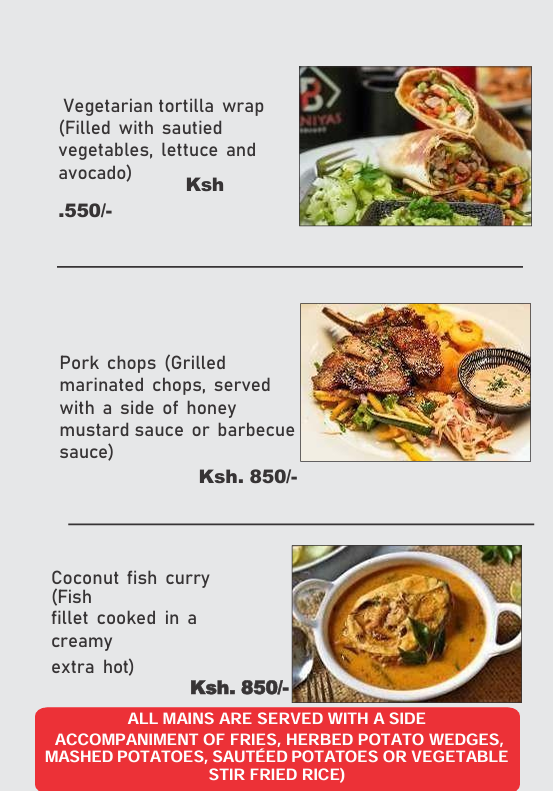 Vegetarian tortilla wrap
(Filled with sautied
vegetables, lettuce and
avocado)
Ksh
.550/-
B
NIYAS
Pork chops (Grilled
marinated chops, served
with a side of honey
mustard sauce or barbecue
sauce)
Ksh. 850/-
Coconut fish curry
(Fish
fillet cooked in a
creamy
extra hot)
Ksh. 850/-
ALL MAINS ARE SERVED WITH A SIDE
ACCOMPANIMENT OF FRIES, HERBED POTATO WEDGES,
MASHED POTATOES, SAUTÉED POTATOES OR VEGETABLE
STIR FRIED RICE)